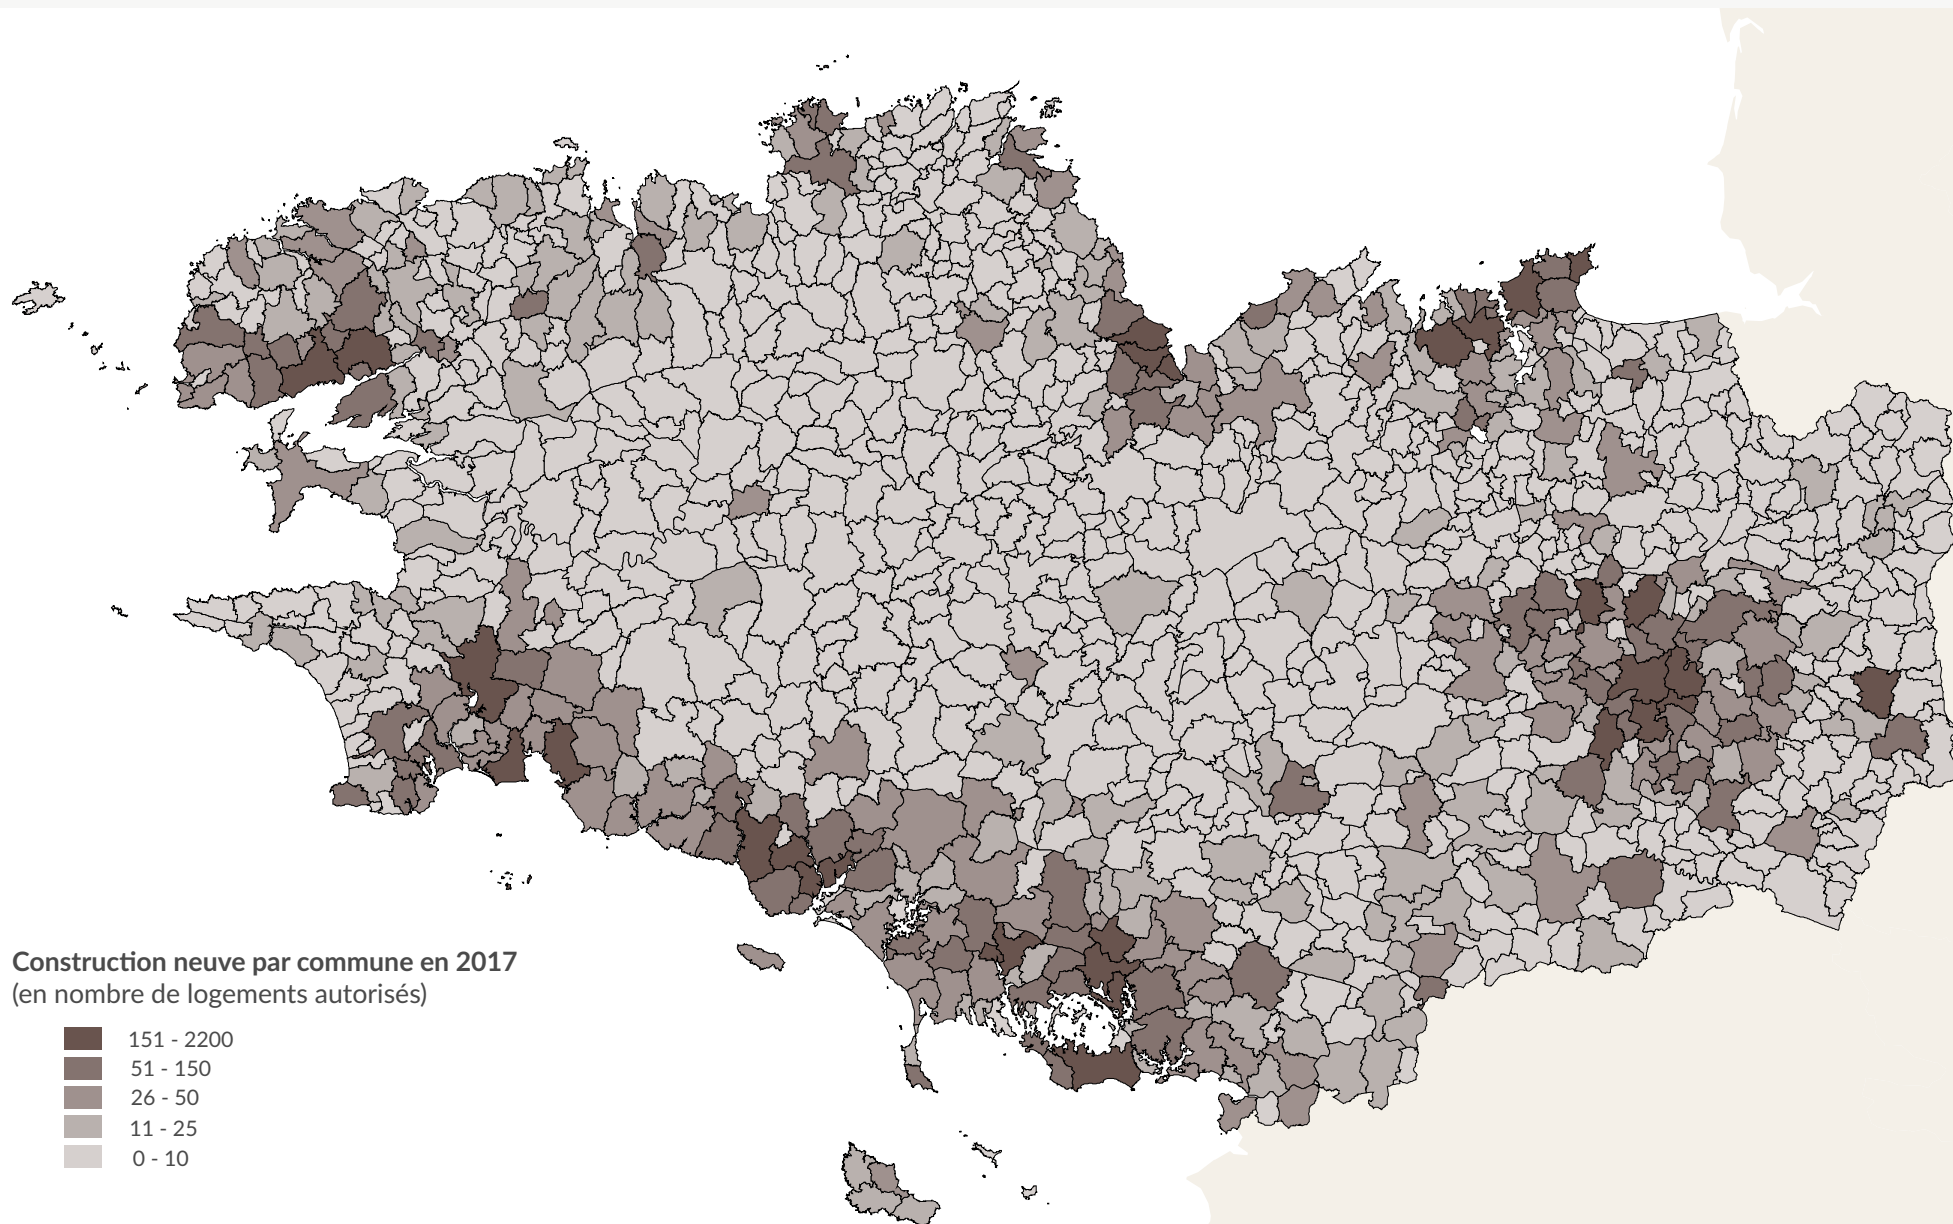 Construction neuve par commune en 2017
(en nombre de logements autorisés)
151 - 2200
51 - 150
26 - 50
11 - 25
0 - 10